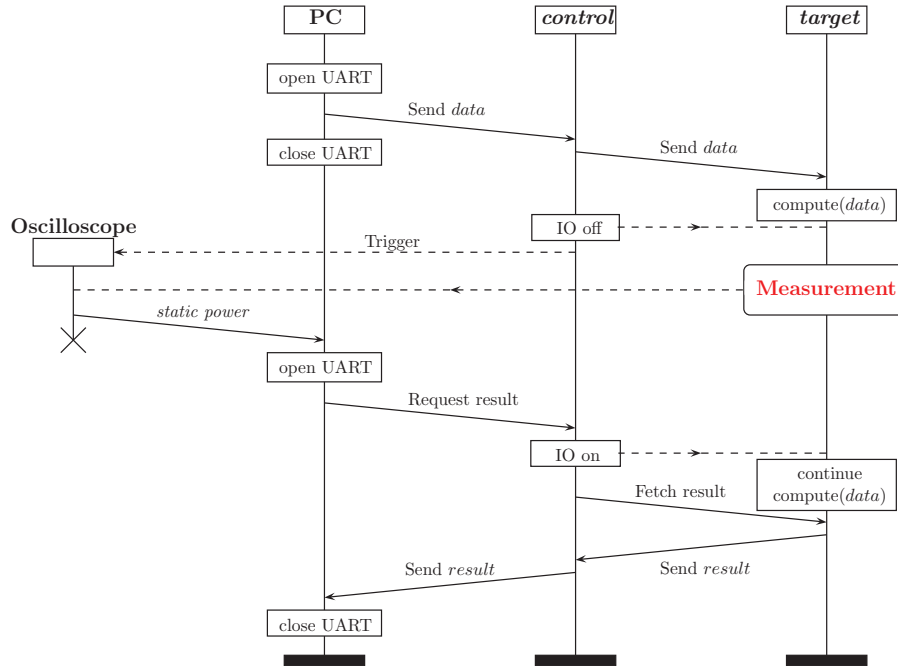 PC
control
target
open UART
Send data
close UART
Send data
compute(data)
IO off
Oscilloscope
Trigger
Measurement
static power
open UART
Request result
IO on
continue
compute(data)
Fetch result
Send result
Send result
close UART